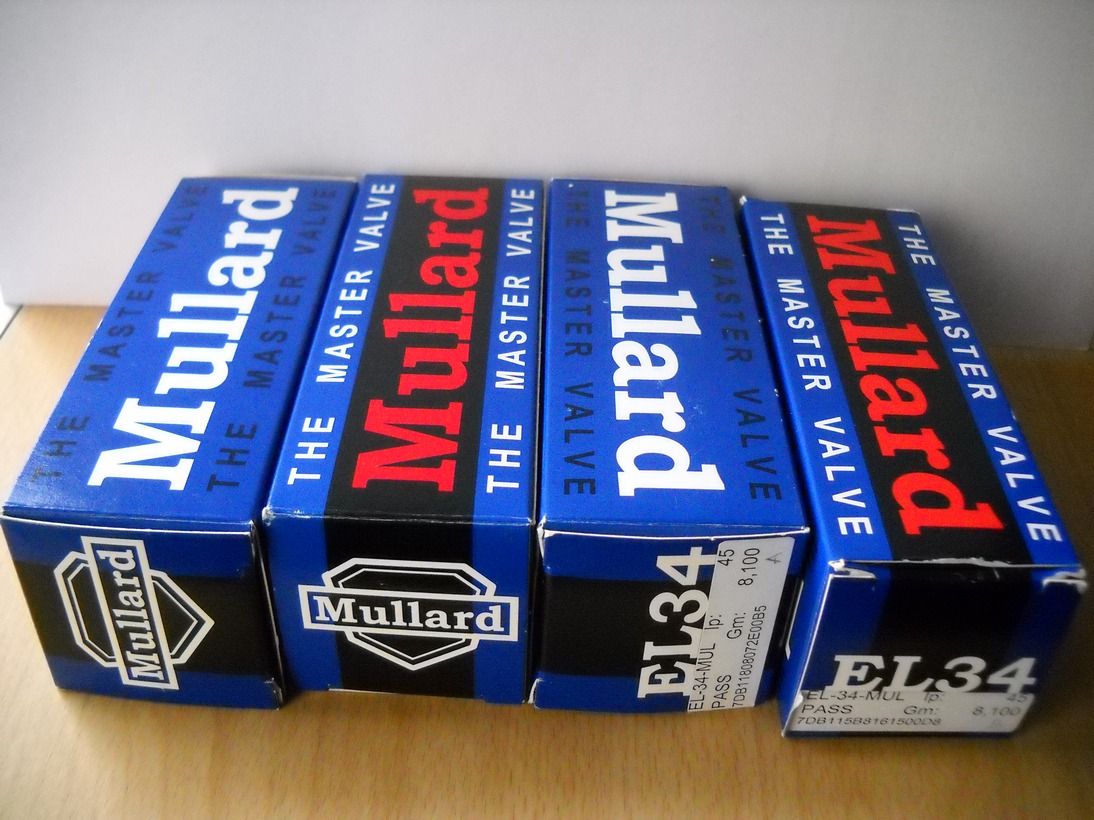 THE MASTER VALVE
Mullard
THE MASTER VALVE
Mullard
THE MASTER VALVE
Mullard
THE MASTER VALVE
Mullard
THE MASTER VALVE
Mullard
THE MASTER VALVE
EL34
EL-34-MUL Ip: 45
PASS Gm: 8,100
7DB11808072E00B5
THE MASTER VALVE
Mullard
THE MASTER VALVE
EL34
EL-34-MUL Ip: 45
PASS Gm: 8,100
7DB115B8161500D8